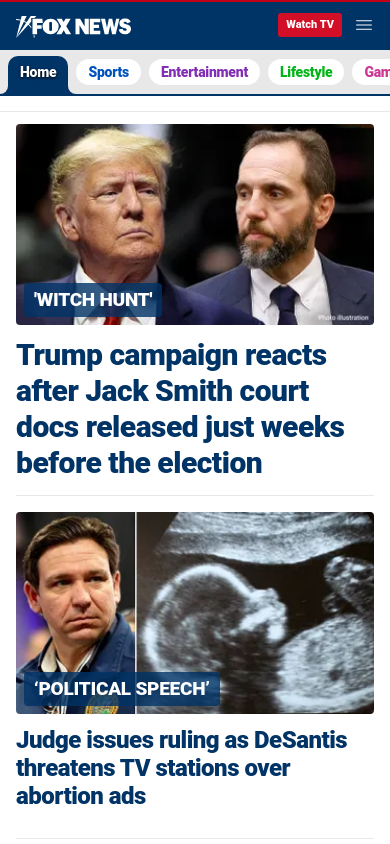 FOX NEWS
Watch TV
Home
Sports
Entertainment
Lifestyle
Gam
'WITCH HUNT'
Photo illustration
Trump campaign reacts
after Jack Smith court
docs released just weeks
before the election
‘POLITICAL SPEECH’
Judge issues ruling as DeSantis
threatens TV stations over
abortion ads